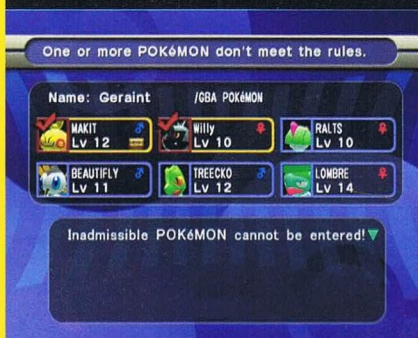 One or more POKéMON don't meet the rules.
Name: Geraint /GBA POKéMON
MAKIT ♂
Lv 12
Willy ♀
Lv 10
RALTS ♀
Lv 10
BEAUTIFLY ♂
Lv 11
TREECKO ♂
Lv 12
LOMBRE ♀
Lv 14
Inadmissible POKéMON cannot be entered!▼